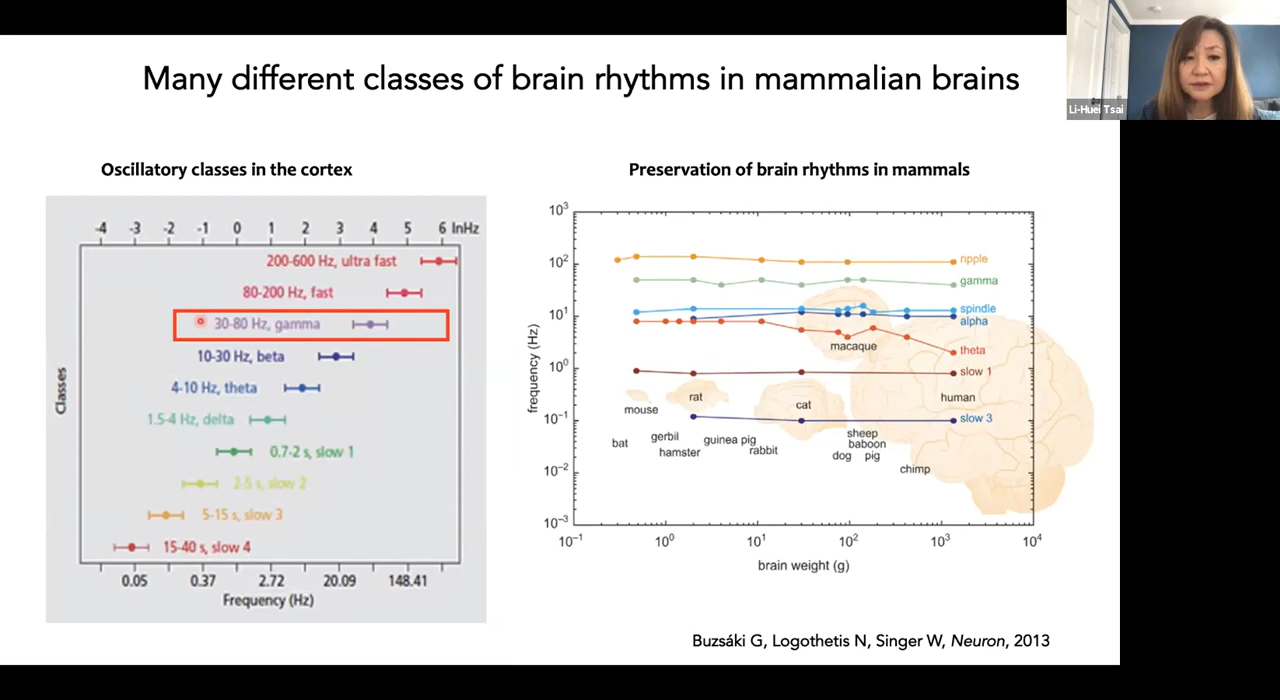 Many different classes of brain rhythms in mammalian brains
Li-Huei Tsai
Oscillatory classes in the cortex
-4 -3 -2 -1 0 1 2 3 4 5 6 lnHz
200-600 Hz, ultra fast
80-200 Hz, fast
30-80 Hz, gamma
10-30 Hz, beta
4-10 Hz, theta
1.5-4 Hz, delta
0.7-2 s, slow 1
2-5 s, slow 2
5-15 s, slow 3
15-40 s, slow 4
Classes
0.05 0.37 2.72 20.09 148.41
Frequency (Hz)
Preservation of brain rhythms in mammals
10³
10²
10¹
10⁰
10⁻¹
10⁻²
10⁻³
frequency (Hz)
ripple
gamma
spindle
alpha
theta
slow 1
slow 3
macaque
mouse
rat
cat
human
bat
gerbil
hamster
guinea pig
rabbit
sheep
baboon
dog pig
chimp
10⁻¹ 10⁰ 10¹ 10² 10³ 10⁴
brain weight (g)
Buzsáki G, Logothetis N, Singer W, Neuron, 2013